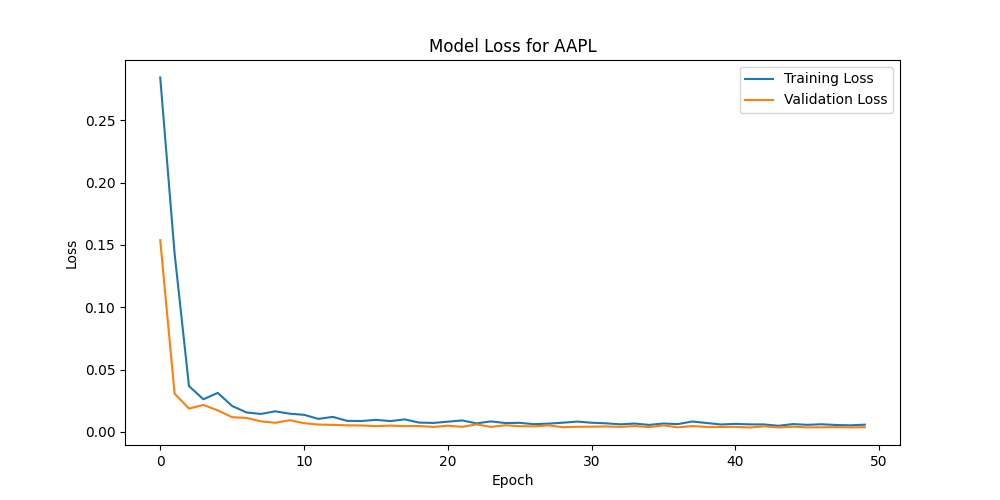 Model Loss for AAPL
Training Loss
Validation Loss
0.25
0.20
0.15
0.10
0.05
0.00
Loss
0 10 20 30 40 50
Epoch